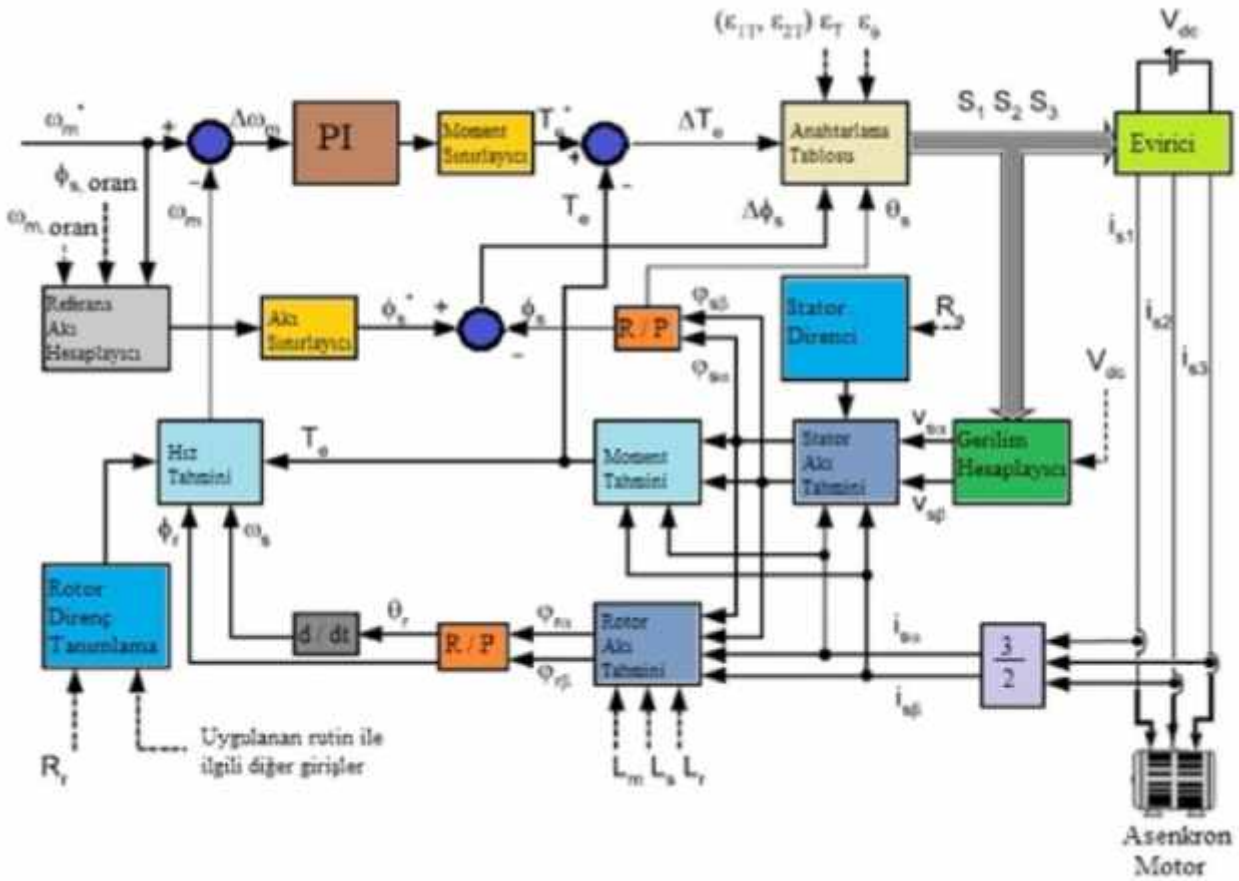 (ε1T, ε2T) εT εϕ
Vdc
ωm*
+
Δωm
PI
Moment
Sınırlayıcı
Te*
+
ΔTe
Anahtarlama
Tablosu
S1 S2 S3
Evirici
-
-
ϕs, oran
ωm, oran
ωm
Te
Δϕs
θs
is1
is2
is3
Referans
Akı
Hesaplayıcı
Akı
Sınırlayıcı
ϕs*
+
-
ϕs
R / P
φsβ
φsα
Stator
Direnci
Rs
Vdc
Hız
Tahmini
Te
Moment
Tahmini
Stator
Akı
Tahmini
vsα
vsβ
Gerilim
Hesaplayıcı
ϕr
ωs
Rotor
Direnç
Tanımlama
d / dt
θr
R / P
φrα
φrβ
Rotor
Akı
Tahmini
isα
isβ
3
2
Rr
Uygulanan rutin ile
ilgili diğer girişler
Lm Ls Lr
Asenkron
Motor